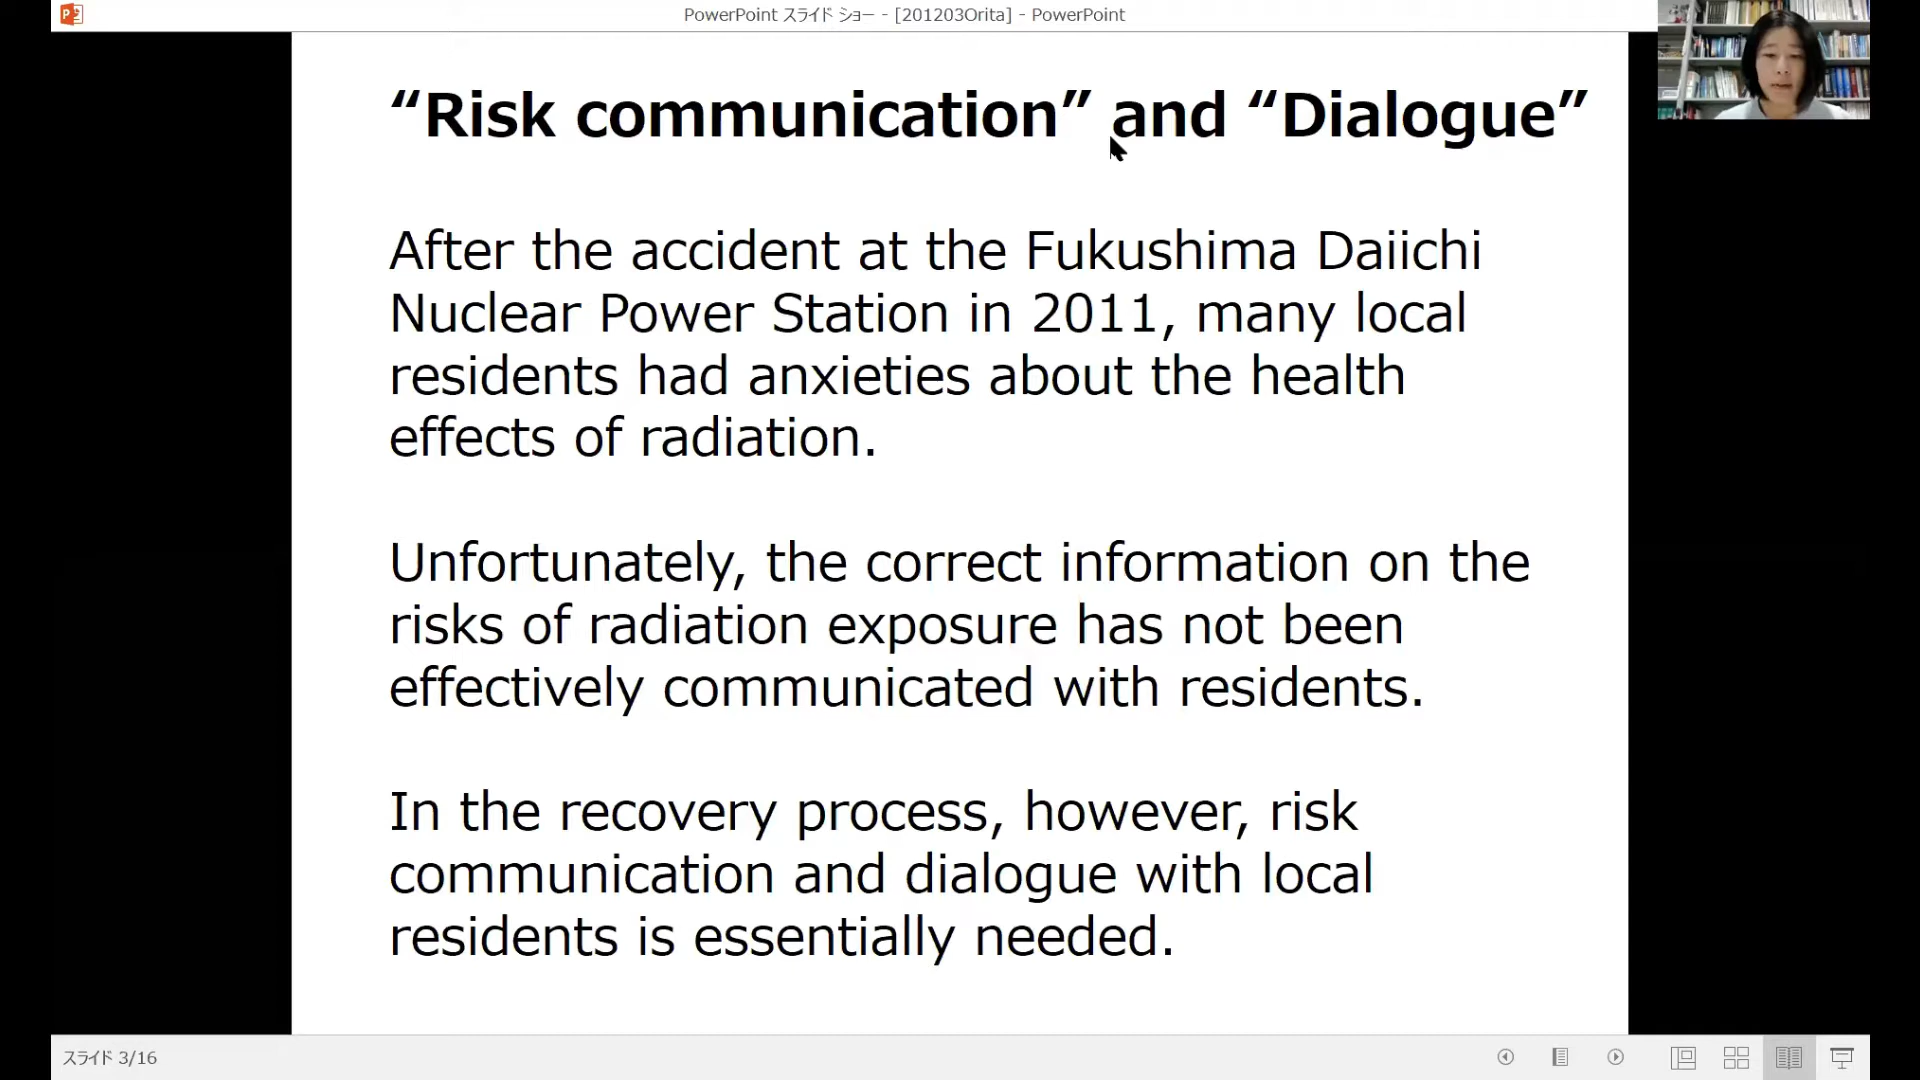 PowerPoint スライド ショー - [201203Orita] - PowerPoint
“Risk communication” and “Dialogue”
After the accident at the Fukushima Daiichi
Nuclear Power Station in 2011, many local
residents had anxieties about the health
effects of radiation.
Unfortunately, the correct information on the
risks of radiation exposure has not been
effectively communicated with residents.
In the recovery process, however, risk
communication and dialogue with local
residents is essentially needed.
スライド 3/16